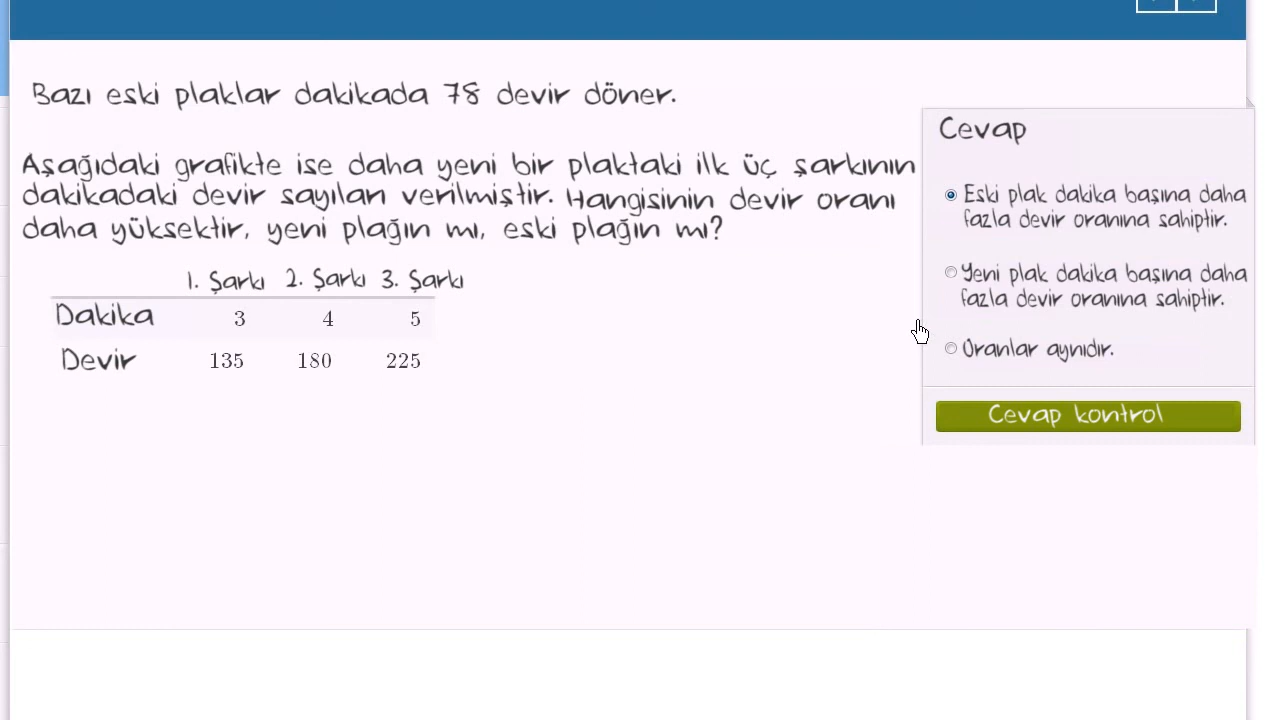 Bazı eski plaklar dakikada 78 devir döner.
Aşağıdaki grafikte ise daha yeni bir plaktaki ilk üç şarkının
dakikadaki devir sayıları verilmiştir. Hangisinin devir oranı
daha yüksektir, yeni plağın mı, eski plağın mı?
1. Şarkı 2. Şarkı 3. Şarkı
Dakika 3 4 5
Devir 135 180 225
Cevap
Eski plak dakika başına daha
fazla devir oranına sahiptir.
Yeni plak dakika başına daha
fazla devir oranına sahiptir.
Oranlar aynıdır.
Cevap kontrol